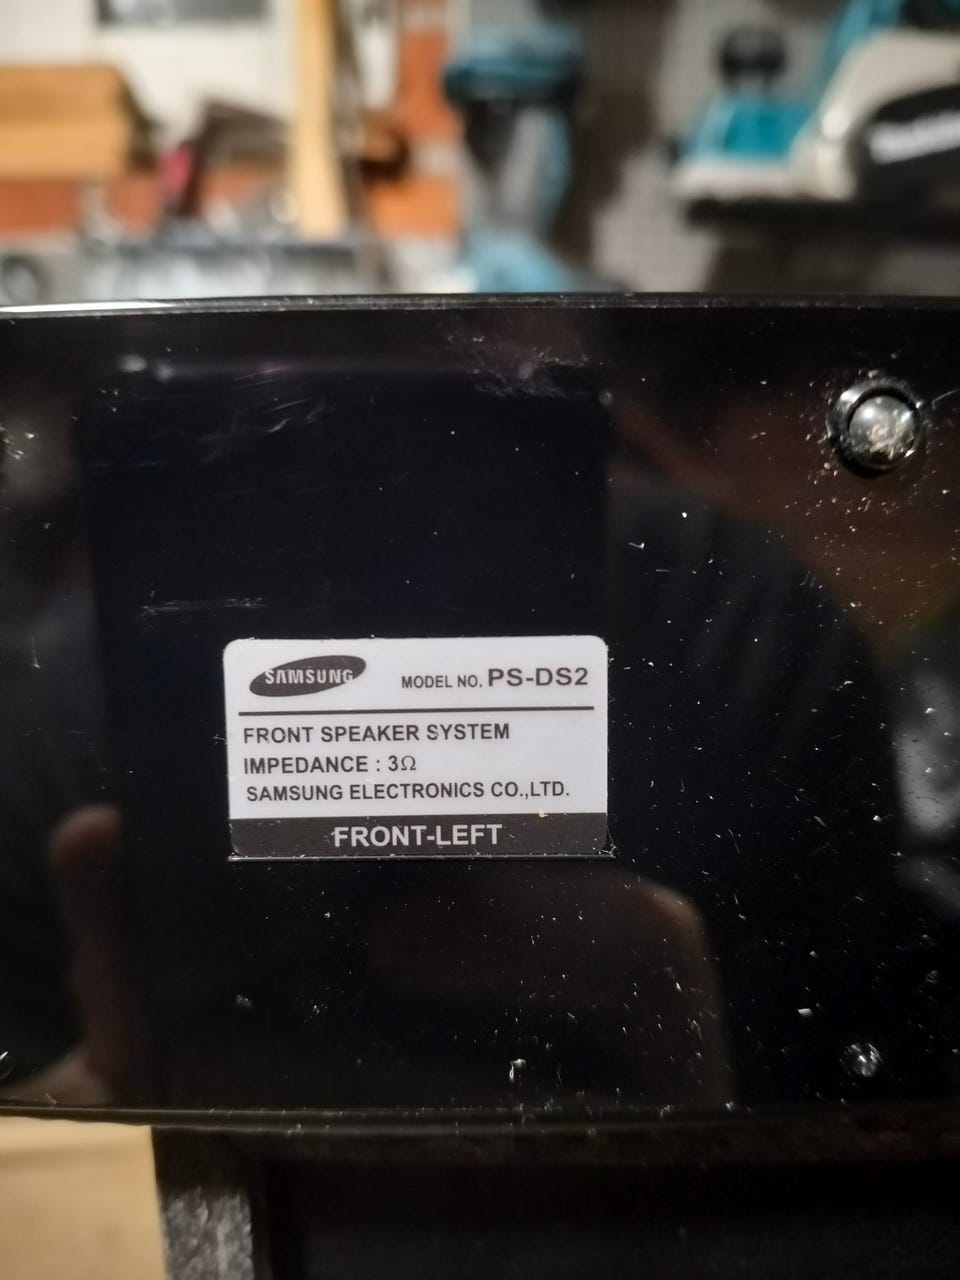 SAMSUNG
MODEL NO. PS-DS2
FRONT SPEAKER SYSTEM
IMPEDANCE : 3Ω
SAMSUNG ELECTRONICS CO.,LTD.
FRONT-LEFT